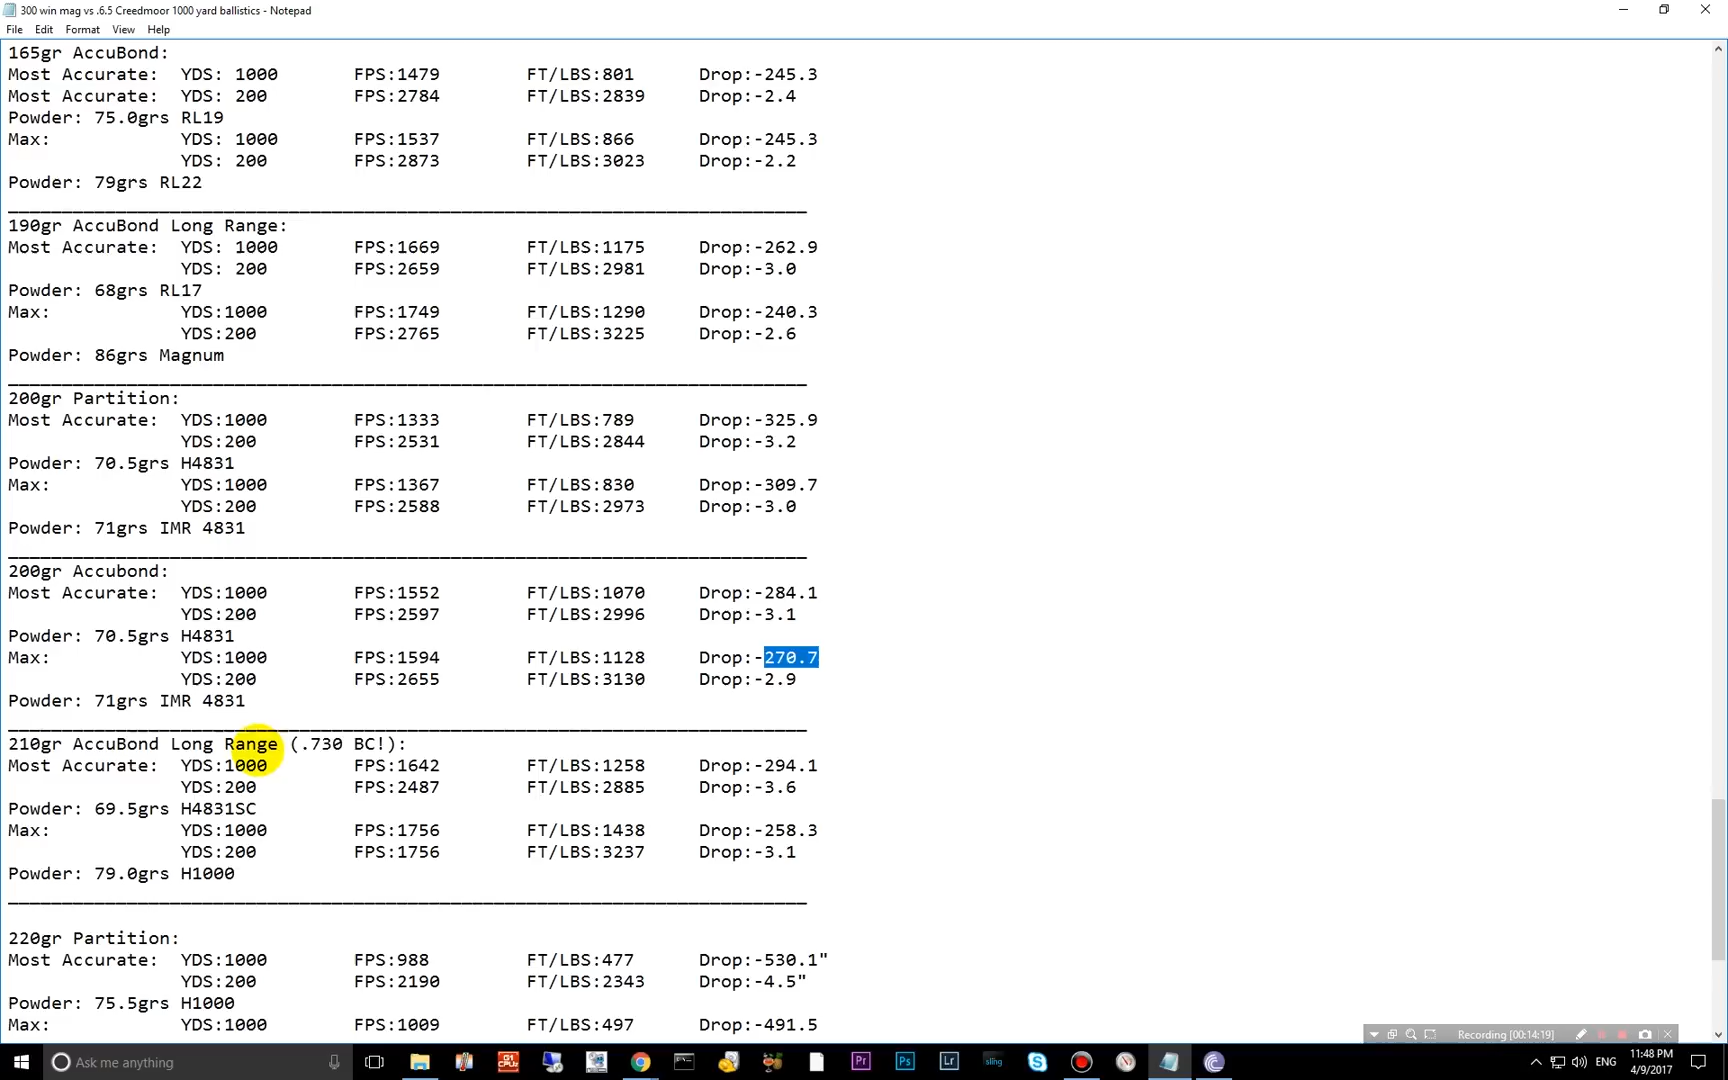 300 win mag vs .6.5 Creedmoor 1000 yard ballistics - Notepad
File Edit Format View Help
165gr AccuBond:
Most Accurate: YDS: 1000 FPS:1479 FT/LBS:801 Drop:-245.3
Most Accurate: YDS: 200 FPS:2784 FT/LBS:2839 Drop:-2.4
Powder: 75.0grs RL19
Max: YDS: 1000 FPS:1537 FT/LBS:866 Drop:-245.3
YDS: 200 FPS:2873 FT/LBS:3023 Drop:-2.2
Powder: 79grs RL22
190gr AccuBond Long Range:
Most Accurate: YDS: 1000 FPS:1669 FT/LBS:1175 Drop:-262.9
YDS: 200 FPS:2659 FT/LBS:2981 Drop:-3.0
Powder: 68grs RL17
Max: YDS:1000 FPS:1749 FT/LBS:1290 Drop:-240.3
YDS:200 FPS:2765 FT/LBS:3225 Drop:-2.6
Powder: 86grs Magnum
200gr Partition:
Most Accurate: YDS:1000 FPS:1333 FT/LBS:789 Drop:-325.9
YDS:200 FPS:2531 FT/LBS:2844 Drop:-3.2
Powder: 70.5grs H4831
Max: YDS:1000 FPS:1367 FT/LBS:830 Drop:-309.7
YDS:200 FPS:2588 FT/LBS:2973 Drop:-3.0
Powder: 71grs IMR 4831
200gr Accubond:
Most Accurate: YDS:1000 FPS:1552 FT/LBS:1070 Drop:-284.1
YDS:200 FPS:2597 FT/LBS:2996 Drop:-3.1
Powder: 70.5grs H4831
Max: YDS:1000 FPS:1594 FT/LBS:1128 Drop:-270.7
YDS:200 FPS:2655 FT/LBS:3130 Drop:-2.9
Powder: 71grs IMR 4831
210gr AccuBond Long Range (.730 BC!):
Most Accurate: YDS:1000 FPS:1642 FT/LBS:1258 Drop:-294.1
YDS:200 FPS:2487 FT/LBS:2885 Drop:-3.6
Powder: 69.5grs H4831SC
Max: YDS:1000 FPS:1756 FT/LBS:1438 Drop:-258.3
YDS:200 FPS:1756 FT/LBS:3237 Drop:-3.1
Powder: 79.0grs H1000
220gr Partition:
Most Accurate: YDS:1000 FPS:988 FT/LBS:477 Drop:-530.1"
YDS:200 FPS:2190 FT/LBS:2343 Drop:-4.5"
Powder: 75.5grs H1000
Max: YDS:1000 FPS:1009 FT/LBS:497 Drop:-491.5
Recording [00:14:19]
Ask me anything
Pr Ps Lr sling
ENG
11:48 PM
4/9/2017